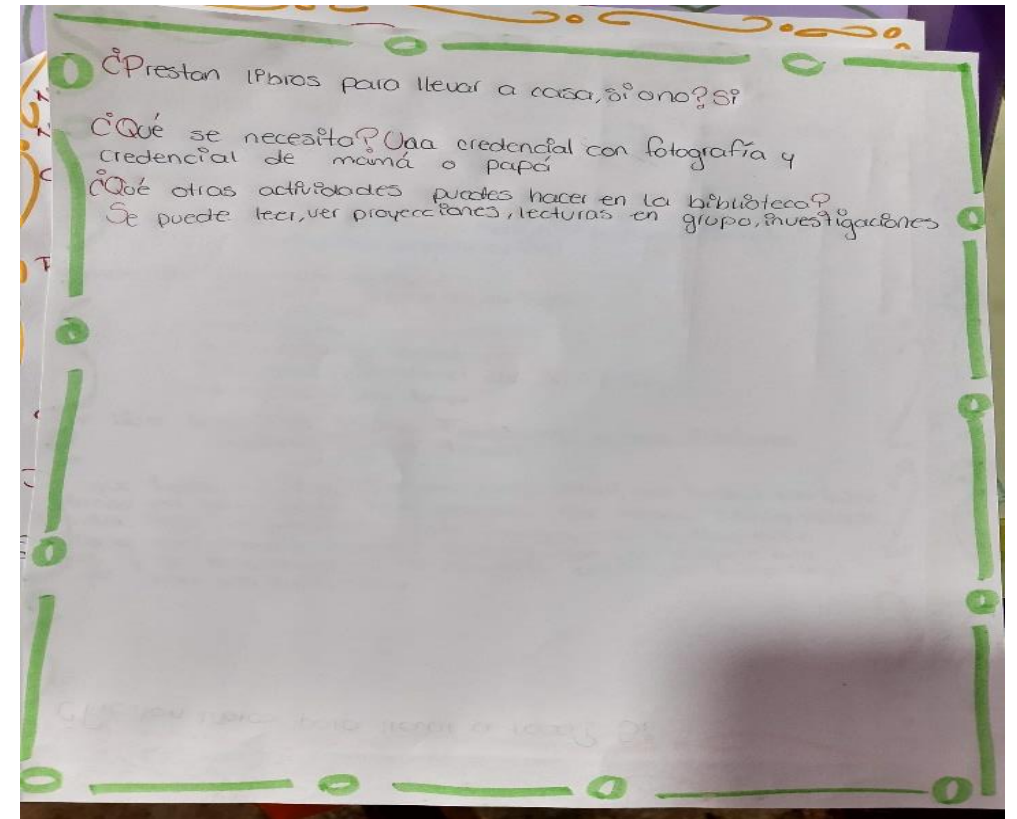 ¿Prestan libros para llevar a casa, si o no? Si
¿Qué se necesita? Una credencial con fotografía y
credencial de mamá o papá
¿Qué otras actividades puedes hacer en la biblioteca?
Se puede leer, ver proyecciones, lecturas en grupo, investigaciones